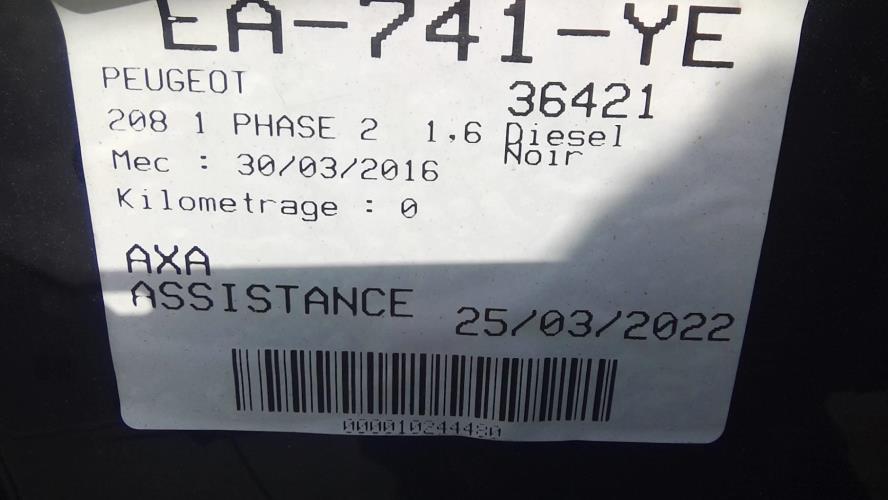 EA-741-YE
PEUGEOT 36421
208 1 PHASE 2 1,6 Diesel
Noir
Mec : 30/03/2016
Kilometrage : 0
AXA
ASSISTANCE 25/03/2022
000010244480